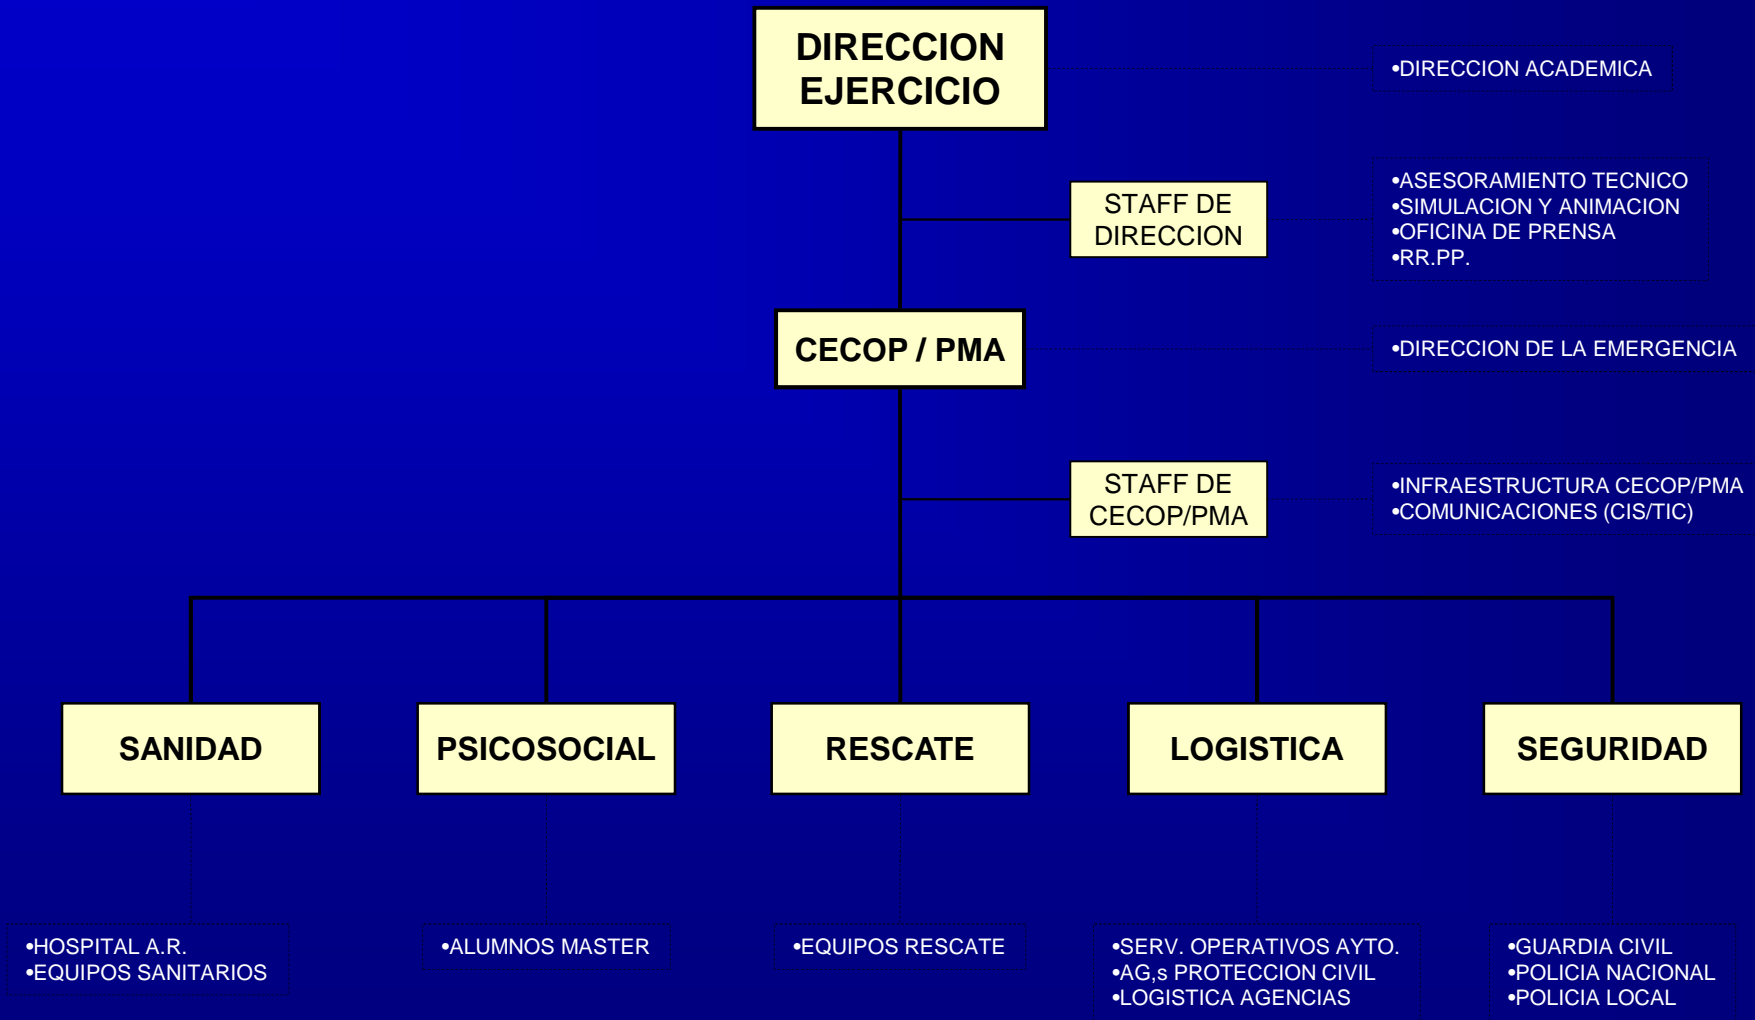 DIRECCION
EJERCICIO
•DIRECCION ACADEMICA
STAFF DE
DIRECCION
•ASESORAMIENTO TECNICO
•SIMULACION Y ANIMACION
•OFICINA DE PRENSA
•RR.PP.
CECOP / PMA
•DIRECCION DE LA EMERGENCIA
STAFF DE
CECOP/PMA
•INFRAESTRUCTURA CECOP/PMA
•COMUNICACIONES (CIS/TIC)
SANIDAD
PSICOSOCIAL
RESCATE
LOGISTICA
SEGURIDAD
•HOSPITAL A.R.
•EQUIPOS SANITARIOS
•ALUMNOS MASTER
•EQUIPOS RESCATE
•SERV. OPERATIVOS AYTO.
•AG,s PROTECCION CIVIL
•LOGISTICA AGENCIAS
•GUARDIA CIVIL
•POLICIA NACIONAL
•POLICIA LOCAL